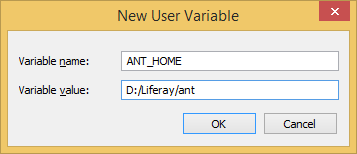 New User Variable
Variable name: ANT_HOME
Variable value: D:/Liferay/ant
OK Cancel